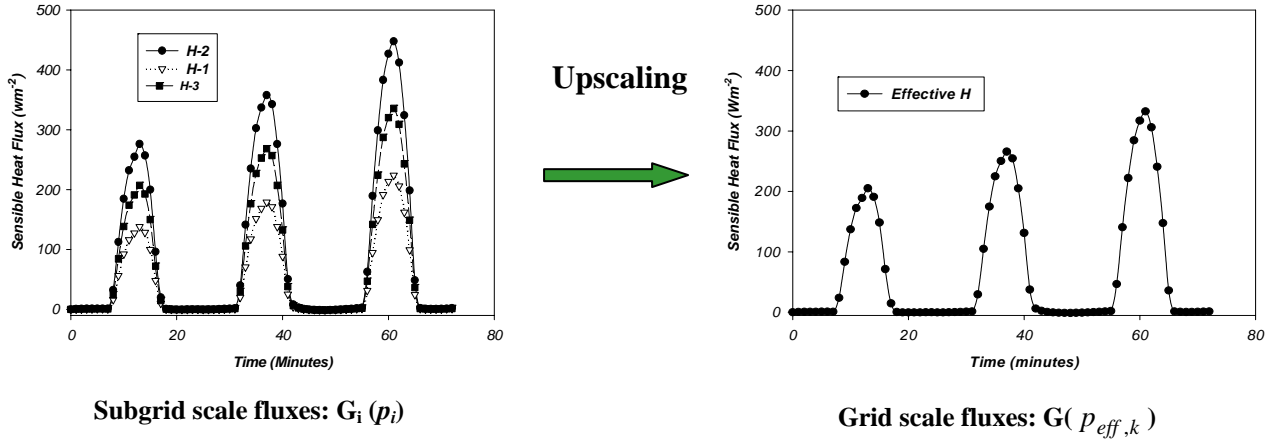 500
400
300
200
100
0
Sensible Heat Flux (wm-2)
H-2
H-1
H-3
0 20 40 60 80
Time (Minutes)
Subgrid scale fluxes: Gi (pi)
Upscaling
500
400
300
200
100
0
Sensible Heat Flux (Wm-2)
Effective H
0 20 40 60 80
Time (minutes)
Grid scale fluxes: G( peff ,k )